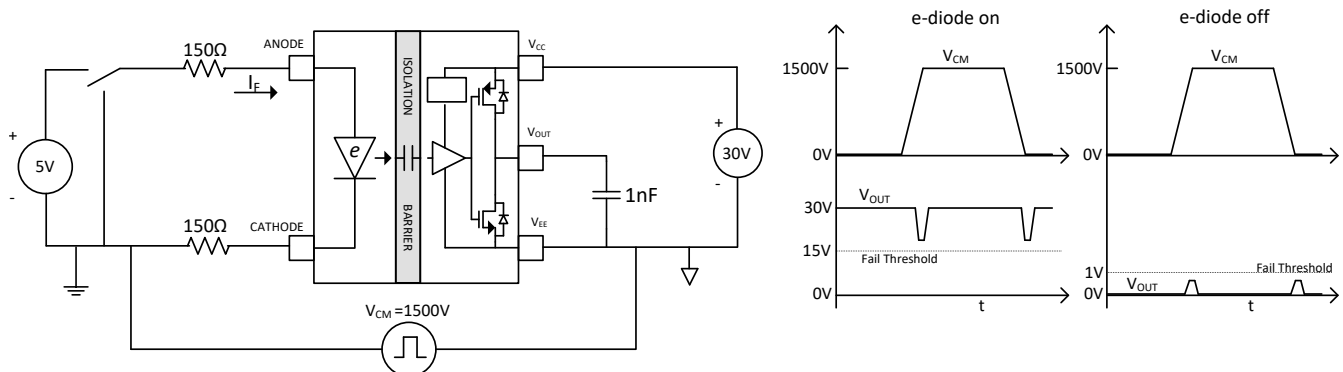 150Ω
ANODE
I_F
+
5V
-
150Ω
CATHODE
ISOLATION
BARRIER
e
V_CC
V_OUT
V_EE
1nF
+
30V
-
V_CM =1500V
e-diode on
1500V
V_CM
0V
V_OUT
30V
15V
Fail Threshold
0V
t
e-diode off
1500V
V_CM
0V
1V
Fail Threshold
V_OUT
0V
t